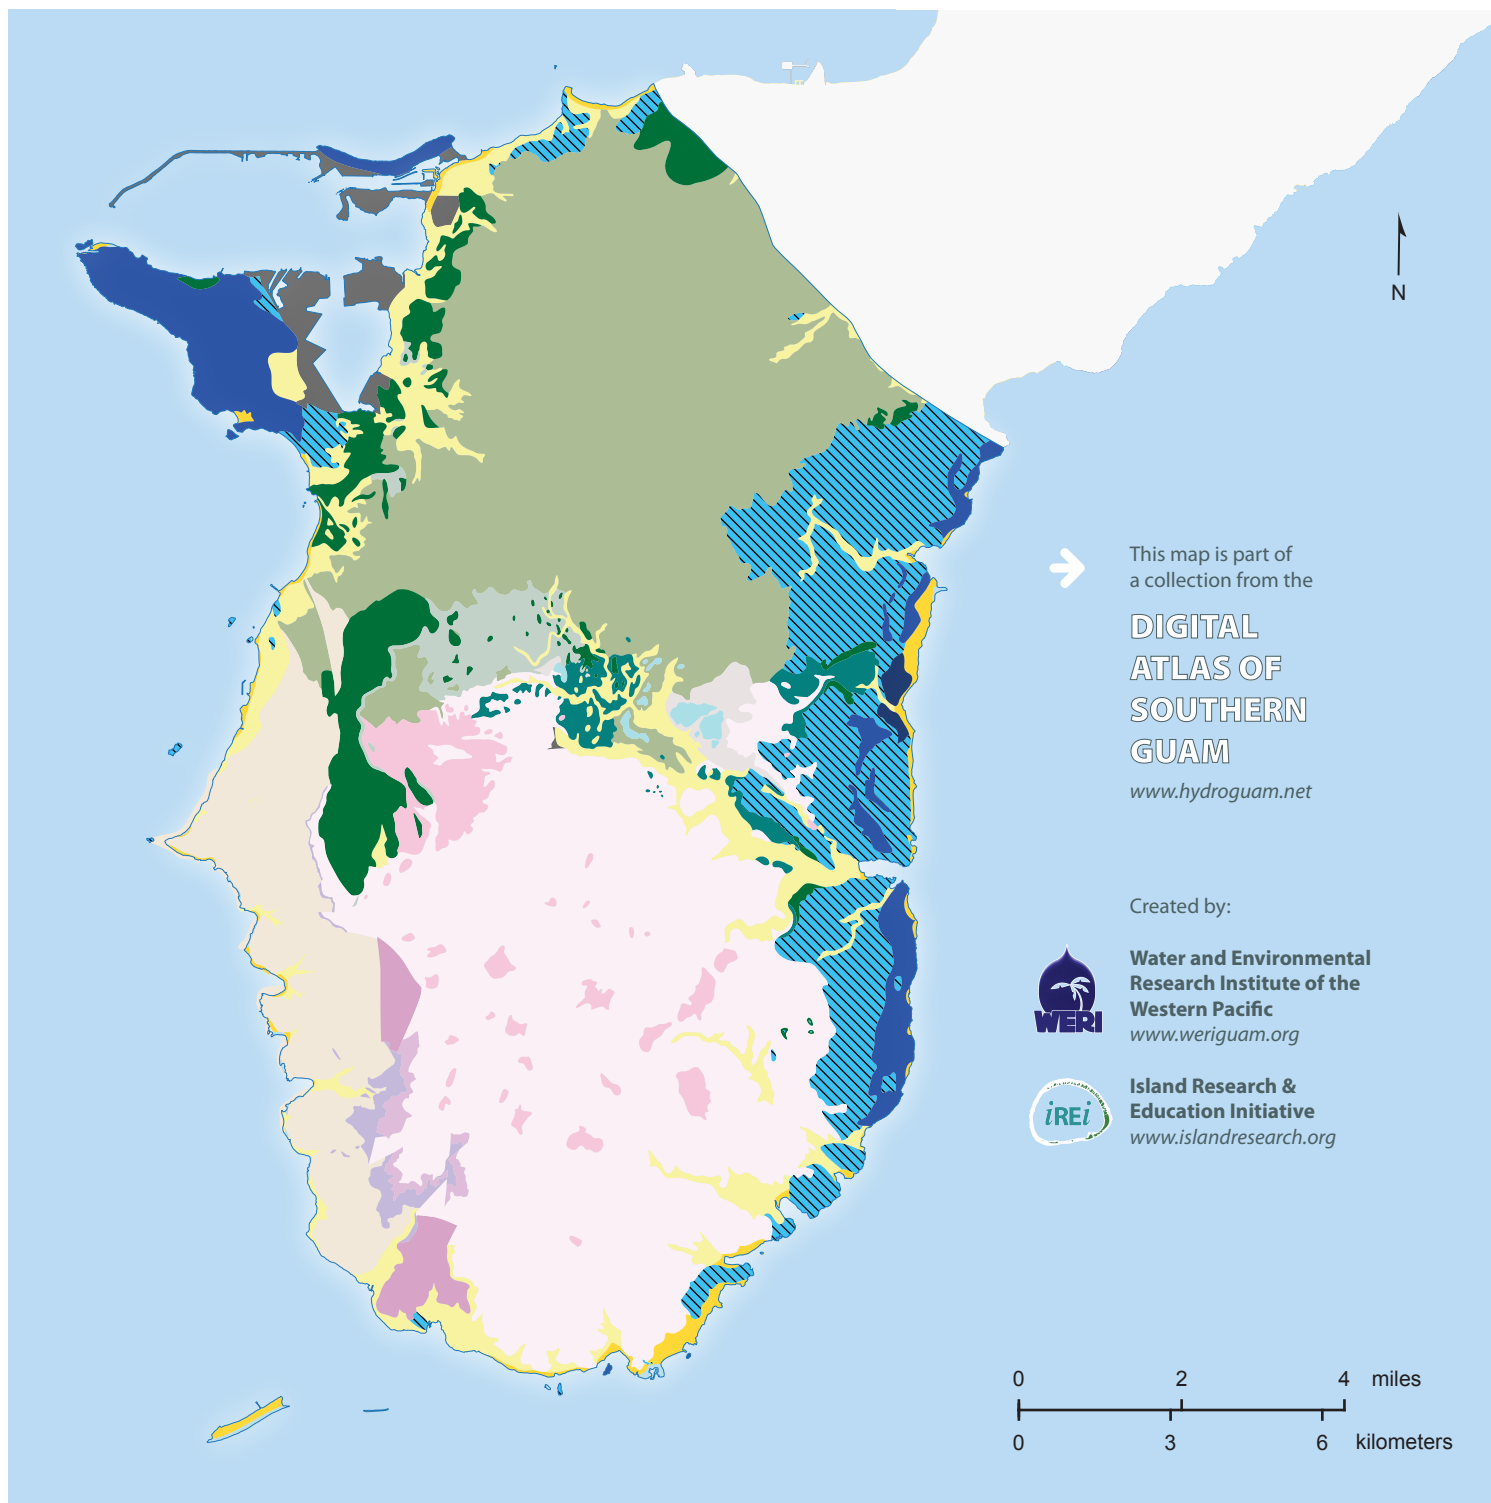 N
This map is part of
a collection from the
DIGITAL
ATLAS OF
SOUTHERN
GUAM
www.hydroguam.net
Created by:
WERI
Water and Environmental
Research Institute of the
Western Pacific
www.weriguam.org
iREi
Island Research &
Education Initiative
www.islandresearch.org
0 2 4 miles
0 3 6 kilometers